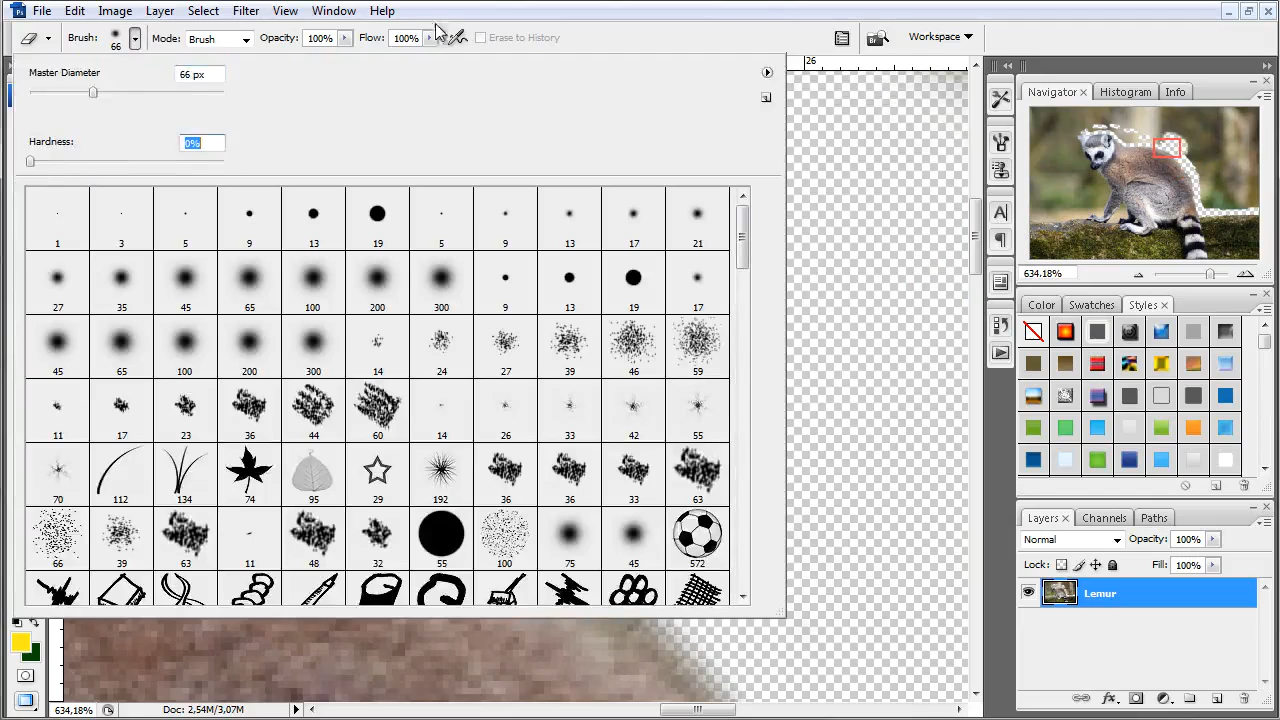 Ps File Edit Image Layer Select Filter View Window Help
Brush: 66 Mode: Brush Opacity: 100% Flow: 100% Erase to History Br Workspace
Master Diameter 66 px
Hardness: 0%
1 3 5 9 13 19 5 9 13 17 21
27 35 45 65 100 200 300 9 13 19 17
45 65 100 200 300 14 24 27 39 46 59
11 17 23 36 44 60 14 26 33 42 55
70 112 134 74 95 29 192 36 36 33 63
66 39 63 11 48 32 55 100 75 45 572
26
Navigator Histogram Info
634,18%
Color Swatches Styles
Layers Channels Paths
Normal Opacity: 100%
Lock: Fill: 100%
Lemur
634,18% Doc: 2,54M/3,07M